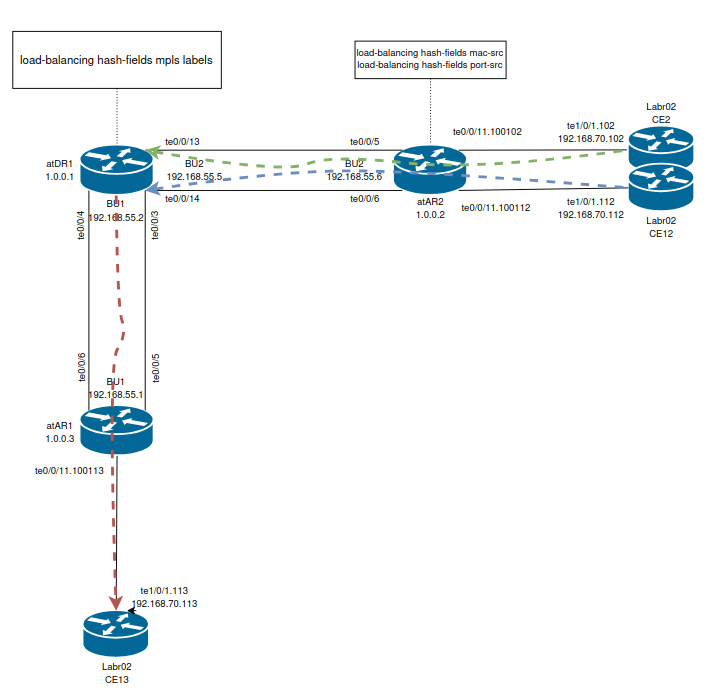 load-balancing hash-fields mpls labels
load-balancing hash-fields mac-src
load-balancing hash-fields port-src
Labr02
CE2
te0/0/13
te0/0/5
te0/0/11.100102
te1/0/1.102
192.168.70.102
atDR1
1.0.0.1
BU2
192.168.55.5
BU2
192.168.55.6
te0/0/14
te0/0/6
atAR2
1.0.0.2
te0/0/11.100112
te1/0/1.112
192.168.70.112
Labr02
CE12
BU1
192.168.55.2
te0/0/4
te0/0/3
te0/0/6
te0/0/5
BU1
192.168.55.1
atAR1
1.0.0.3
te0/0/11.100113
te1/0/1.113
192.168.70.113
Labr02
CE13